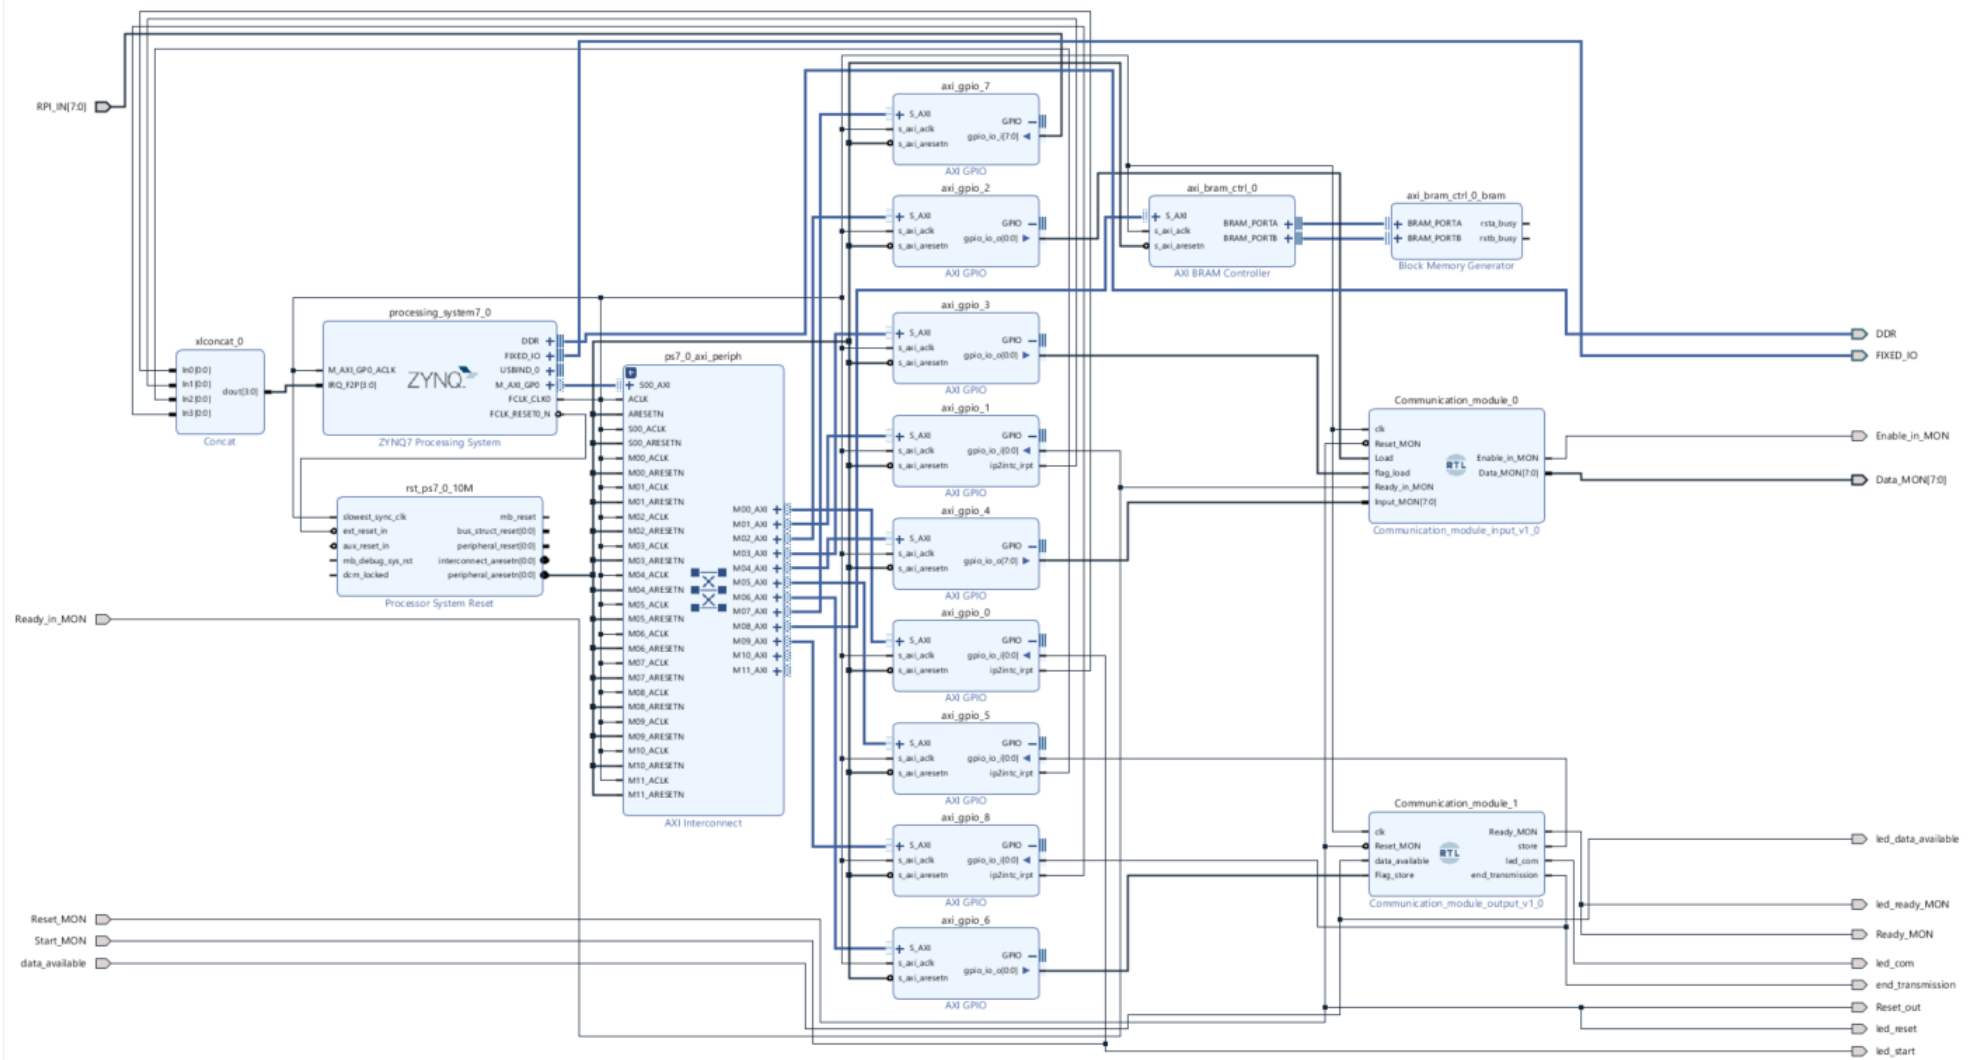 RPI_IN[7:0]
Ready_in_MON
Reset_MON
Start_MON
data_available
xlconcat_0
In0[0:0]
In1[0:0]
In2[0:0]
In3[0:0]
dout[3:0]
Concat
processing_system7_0
M_AXI_GP0_ACLK
IRQ_F2P[3:0]
ZYNQ.
DDR
FIXED_IO
USBIND_0
M_AXI_GP0
FCLK_CLK0
FCLK_RESET0_N
ZYNQ7 Processing System
rst_ps7_0_10M
slowest_sync_clk
ext_reset_in
aux_reset_in
mb_debug_sys_rst
dcm_locked
mb_reset
bus_struct_reset[0:0]
peripheral_reset[0:0]
interconnect_aresetn[0:0]
peripheral_aresetn[0:0]
Processor System Reset
ps7_0_axi_periph
S00_AXI
ACLK
ARESETN
S00_ACLK
S00_ARESETN
M00_ACLK
M00_ARESETN
M01_ACLK
M01_ARESETN
M02_ACLK
M02_ARESETN
M03_ACLK
M03_ARESETN
M04_ACLK
M04_ARESETN
M05_ACLK
M05_ARESETN
M06_ACLK
M06_ARESETN
M07_ACLK
M07_ARESETN
M08_ACLK
M08_ARESETN
M09_ACLK
M09_ARESETN
M10_ACLK
M10_ARESETN
M11_ACLK
M11_ARESETN
M00_AXI
M01_AXI
M02_AXI
M03_AXI
M04_AXI
M05_AXI
M06_AXI
M07_AXI
M08_AXI
M09_AXI
M10_AXI
M11_AXI
AXI Interconnect
axi_gpio_7
S_AXI
s_axi_aclk
s_axi_aresetn
GPIO
gpio_io_i[7:0]
AXI GPIO
axi_gpio_2
S_AXI
s_axi_aclk
s_axi_aresetn
GPIO
gpio_io_o[0:0]
AXI GPIO
axi_gpio_3
S_AXI
s_axi_aclk
s_axi_aresetn
GPIO
gpio_io_o[0:0]
AXI GPIO
axi_gpio_1
S_AXI
s_axi_aclk
s_axi_aresetn
GPIO
gpio_io_i[0:0]
ip2intc_irpt
AXI GPIO
axi_gpio_4
S_AXI
s_axi_aclk
s_axi_aresetn
GPIO
gpio_io_o[7:0]
AXI GPIO
axi_gpio_0
S_AXI
s_axi_aclk
s_axi_aresetn
GPIO
gpio_io_i[0:0]
ip2intc_irpt
AXI GPIO
axi_gpio_5
S_AXI
s_axi_aclk
s_axi_aresetn
GPIO
gpio_io_i[0:0]
ip2intc_irpt
AXI GPIO
axi_gpio_8
S_AXI
s_axi_aclk
s_axi_aresetn
GPIO
gpio_io_i[0:0]
ip2intc_irpt
AXI GPIO
axi_gpio_6
S_AXI
s_axi_aclk
s_axi_aresetn
GPIO
gpio_io_o[0:0]
AXI GPIO
axi_bram_ctrl_0
S_AXI
s_axi_aclk
s_axi_aresetn
BRAM_PORTA
BRAM_PORTB
AXI BRAM Controller
axi_bram_ctrl_0_bram
BRAM_PORTA
BRAM_PORTB
rsta_busy
rstb_busy
Block Memory Generator
Communication_module_0
clk
Reset_MON
Load
flag_load
Ready_in_MON
Input_MON[7:0]
RTL
Enable_in_MON
Data_MON[7:0]
Communication_module_input_v1_0
Communication_module_1
clk
Reset_MON
data_available
flag_store
RTL
Ready_MON
store
led_com
end_transmission
Communication_module_output_v1_0
DDR
FIXED_IO
Enable_in_MON
Data_MON[7:0]
led_data_available
led_ready_MON
Ready_MON
led_com
end_transmission
Reset_out
led_reset
led_start